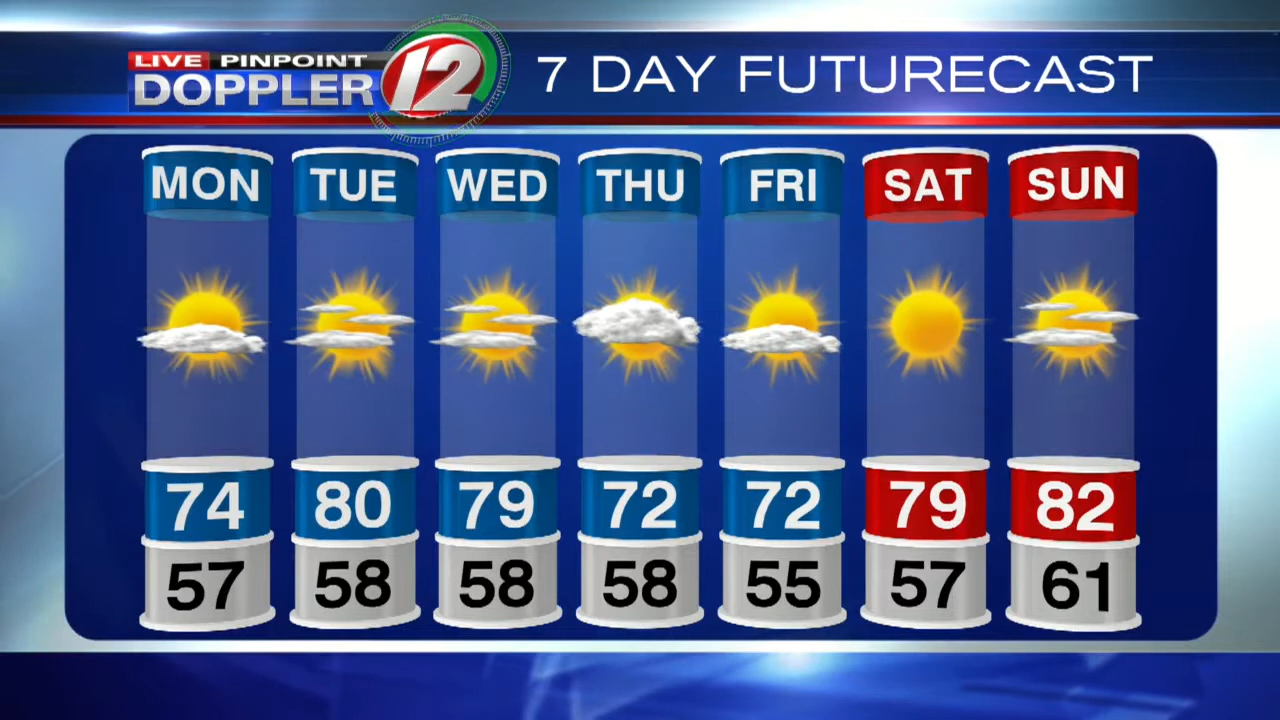 LIVE PINPOINT
DOPPLER 12
7 DAY FUTURECAST
MON TUE WED THU FRI SAT SUN
74 80 79 72 72 79 82
57 58 58 58 55 57 61